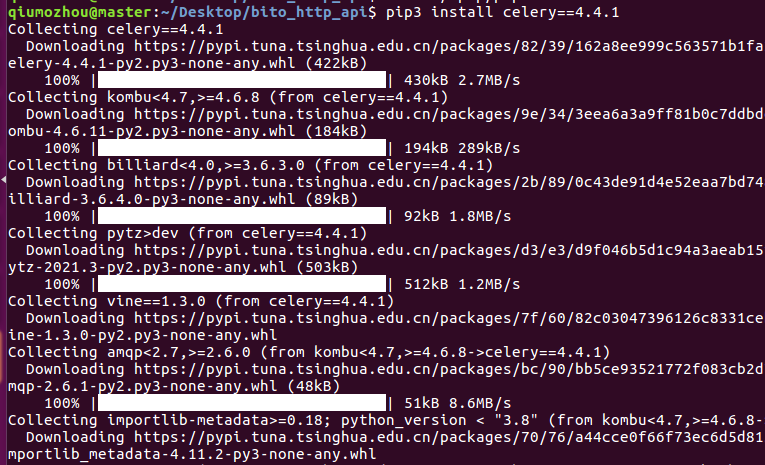 qiumozhou@master:~/Desktop/bito_http_api$ pip3 install celery==4.4.1
Collecting celery==4.4.1
  Downloading https://pypi.tuna.tsinghua.edu.cn/packages/82/39/162a8ee999c563571b1fa
elery-4.4.1-py2.py3-none-any.whl (422kB)
    100% || 430kB 2.7MB/s
Collecting kombu<4.7,>=4.6.8 (from celery==4.4.1)
  Downloading https://pypi.tuna.tsinghua.edu.cn/packages/9e/34/3eea6a3a9ff81b0c7ddbd
ombu-4.6.11-py2.py3-none-any.whl (184kB)
    100% || 194kB 289kB/s
Collecting billiard<4.0,>=3.6.3.0 (from celery==4.4.1)
  Downloading https://pypi.tuna.tsinghua.edu.cn/packages/2b/89/0c43de91d4e52eaa7bd74
illiard-3.6.4.0-py3-none-any.whl (89kB)
    100% || 92kB 1.8MB/s
Collecting pytz>dev (from celery==4.4.1)
  Downloading https://pypi.tuna.tsinghua.edu.cn/packages/d3/e3/d9f046b5d1c94a3aeab15
ytz-2021.3-py2.py3-none-any.whl (503kB)
    100% || 512kB 1.2MB/s
Collecting vine==1.3.0 (from celery==4.4.1)
  Downloading https://pypi.tuna.tsinghua.edu.cn/packages/7f/60/82c03047396126c8331ce
ine-1.3.0-py2.py3-none-any.whl
Collecting amqp<2.7,>=2.6.0 (from kombu<4.7,>=4.6.8->celery==4.4.1)
  Downloading https://pypi.tuna.tsinghua.edu.cn/packages/bc/90/bb5ce93521772f083cb2d
mqp-2.6.1-py2.py3-none-any.whl (48kB)
    100% || 51kB 8.6MB/s
Collecting importlib-metadata>=0.18; python_version < "3.8" (from kombu<4.7,>=4.6.8-
  Downloading https://pypi.tuna.tsinghua.edu.cn/packages/70/76/a44cce0f66f73ec6d5d81
mportlib_metadata-4.11.2-py3-none-any.whl